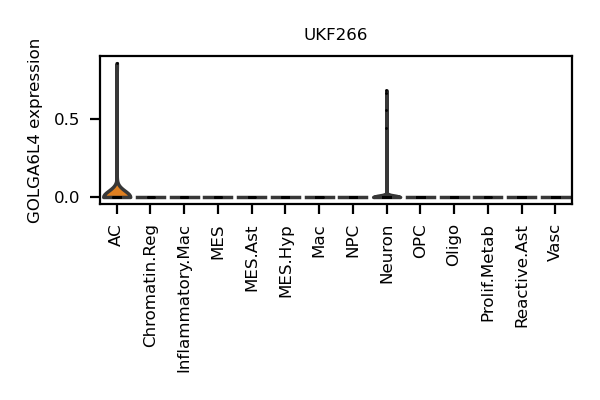 UKF266
GOLGA6L4 expression
0.5
0.0
AC
Chromatin.Reg
Inflammatory.Mac
MES
MES.Ast
MES.Hyp
Mac
NPC
Neuron
OPC
Oligo
Prolif.Metab
Reactive.Ast
Vasc